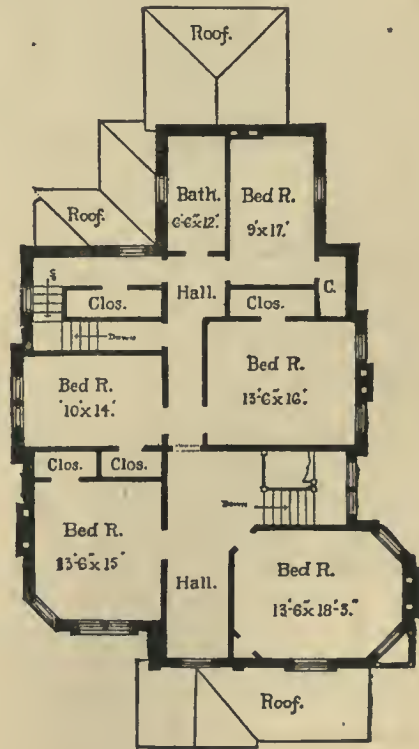 Roof.
Bath.
6'-6"x12'.
Bed R.
9'x17'.
Roof.
Hall.
C.
Clos.
Clos.
Down
Bed R.
10'x14'.
Bed R.
13'-6"x16'.
Clos.
Clos.
Down
Bed R.
13'-6"x15'
Hall.
Bed R.
13'-6"x18'-3."
Roof.